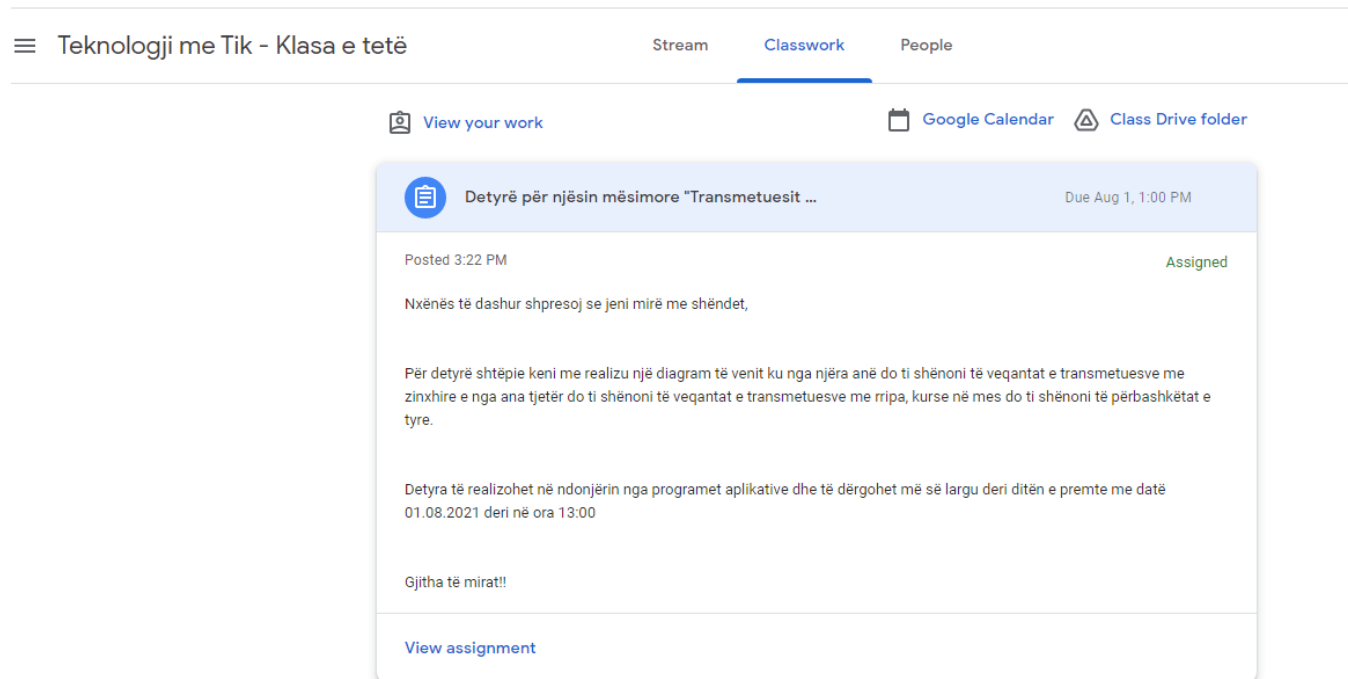 Teknologji me Tik - Klasa e tetë
Stream
Classwork
People
View your work
Google Calendar
Class Drive folder
Detyrë për njësin mësimore "Transmetuesit ...
Due Aug 1, 1:00 PM
Posted 3:22 PM
Assigned
Nxënës të dashur shpresoj se jeni mirë me shëndet,
Për detyrë shtëpie keni me realizu një diagram të venit ku nga njëra anë do ti shënoni të veqantat e transmetuesve me
zinxhire e nga ana tjetër do ti shënoni të veqantat e transmetuesve me rripa, kurse në mes do ti shënoni të përbashkëtat e
tyre.
Detyra të realizohet në ndonjërin nga programet aplikative dhe të dërgohet më së largu deri ditën e premte me datë
01.08.2021 deri në ora 13:00
Gjitha të mirat!!
View assignment